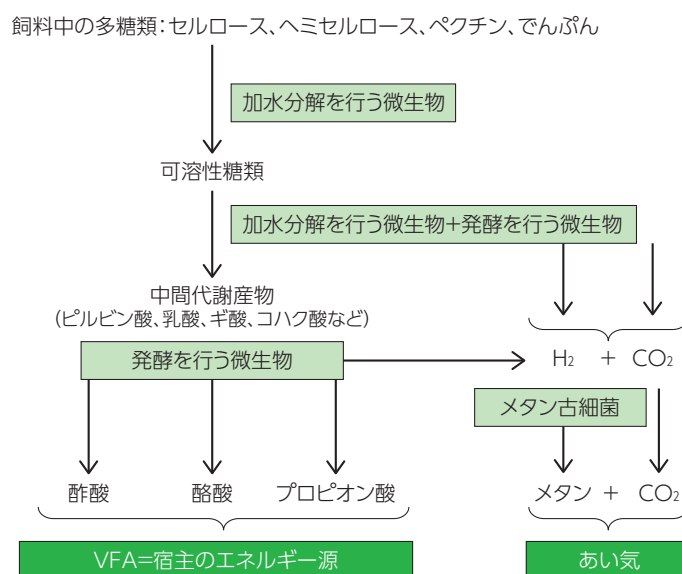 飼料中の多糖類：セルロース、ヘミセルロース、ペクチン、でんぷん
加水分解を行う微生物
可溶性糖類
加水分解を行う微生物+発酵を行う微生物
中間代謝産物
(ピルビン酸、乳酸、ギ酸、コハク酸など)
発酵を行う微生物
H₂ + CO₂
メタン古細菌
酢酸 酪酸 プロピオン酸
メタン + CO₂
VFA=宿主のエネルギー源
あい気